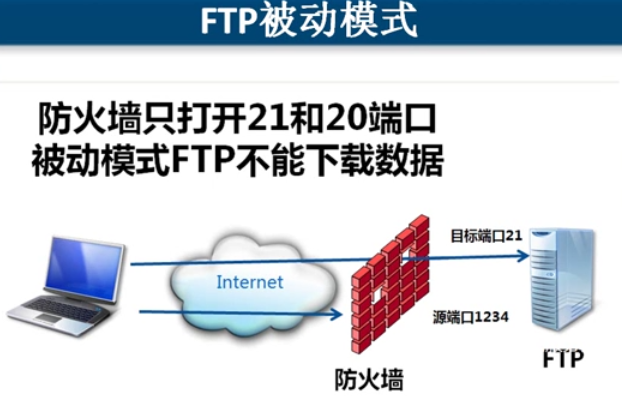 FTP被动模式
防火墙只打开21和20端口
被动模式FTP不能下载数据
目标端口21
Internet
源端口1234
FTP
防火墙